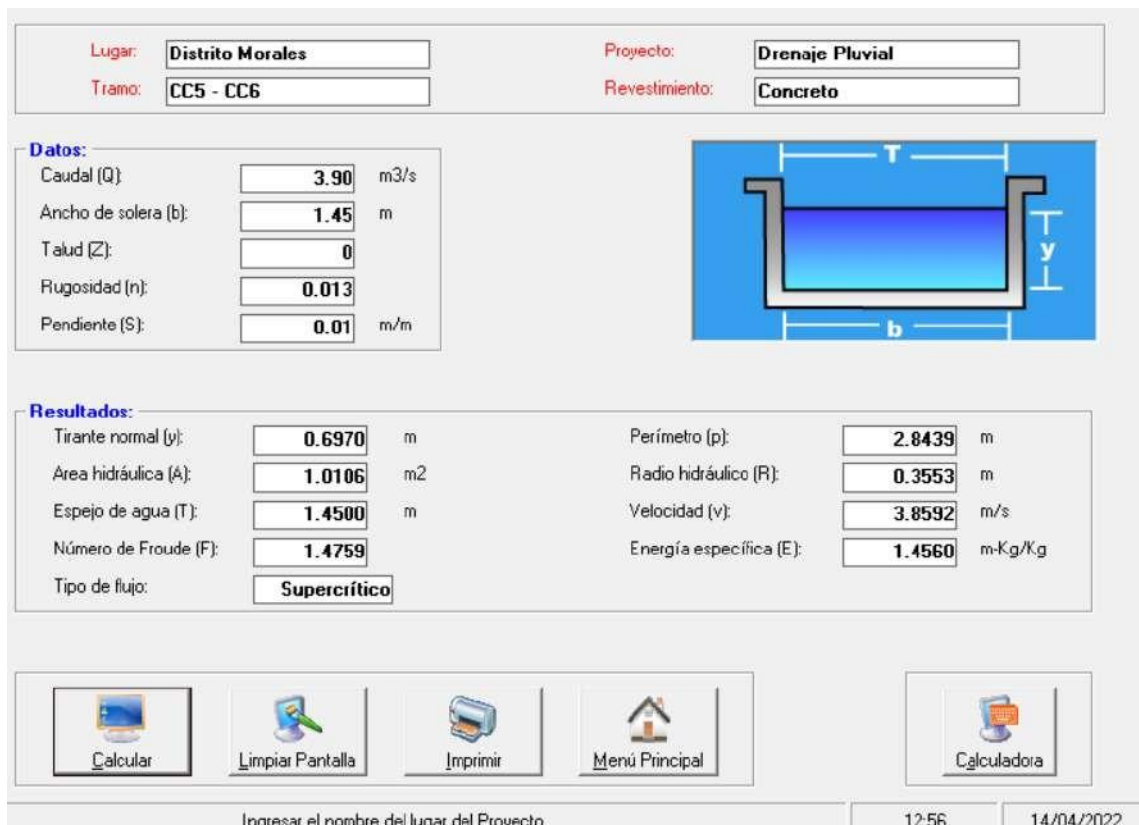 Lugar: Distrito Morales Proyecto: Drenaje Pluvial
Tramo: CC5 - CC6 Revestimiento: Concreto
Datos:
Caudal (Q): 3.90 m3/s
Ancho de solera (b): 1.45 m
Talud (Z): 0
Rugosidad (n): 0.013
Pendiente (S): 0.01 m/m
T
y
b
Resultados:
Tirante normal (y): 0.6970 m Perímetro (p): 2.8439 m
Area hidráulica (A): 1.0106 m2 Radio hidráulico (R): 0.3553 m
Espejo de agua (T): 1.4500 m Velocidad (v): 3.8592 m/s
Número de Froude (F): 1.4759 Energía específica (E): 1.4560 m-Kg/Kg
Tipo de flujo: Supercrítico
Calcular Limpiar Pantalla Imprimir Menú Principal Calculadora
Ingresar el nombre del lugar del Proyecto 12:56 14/04/2022